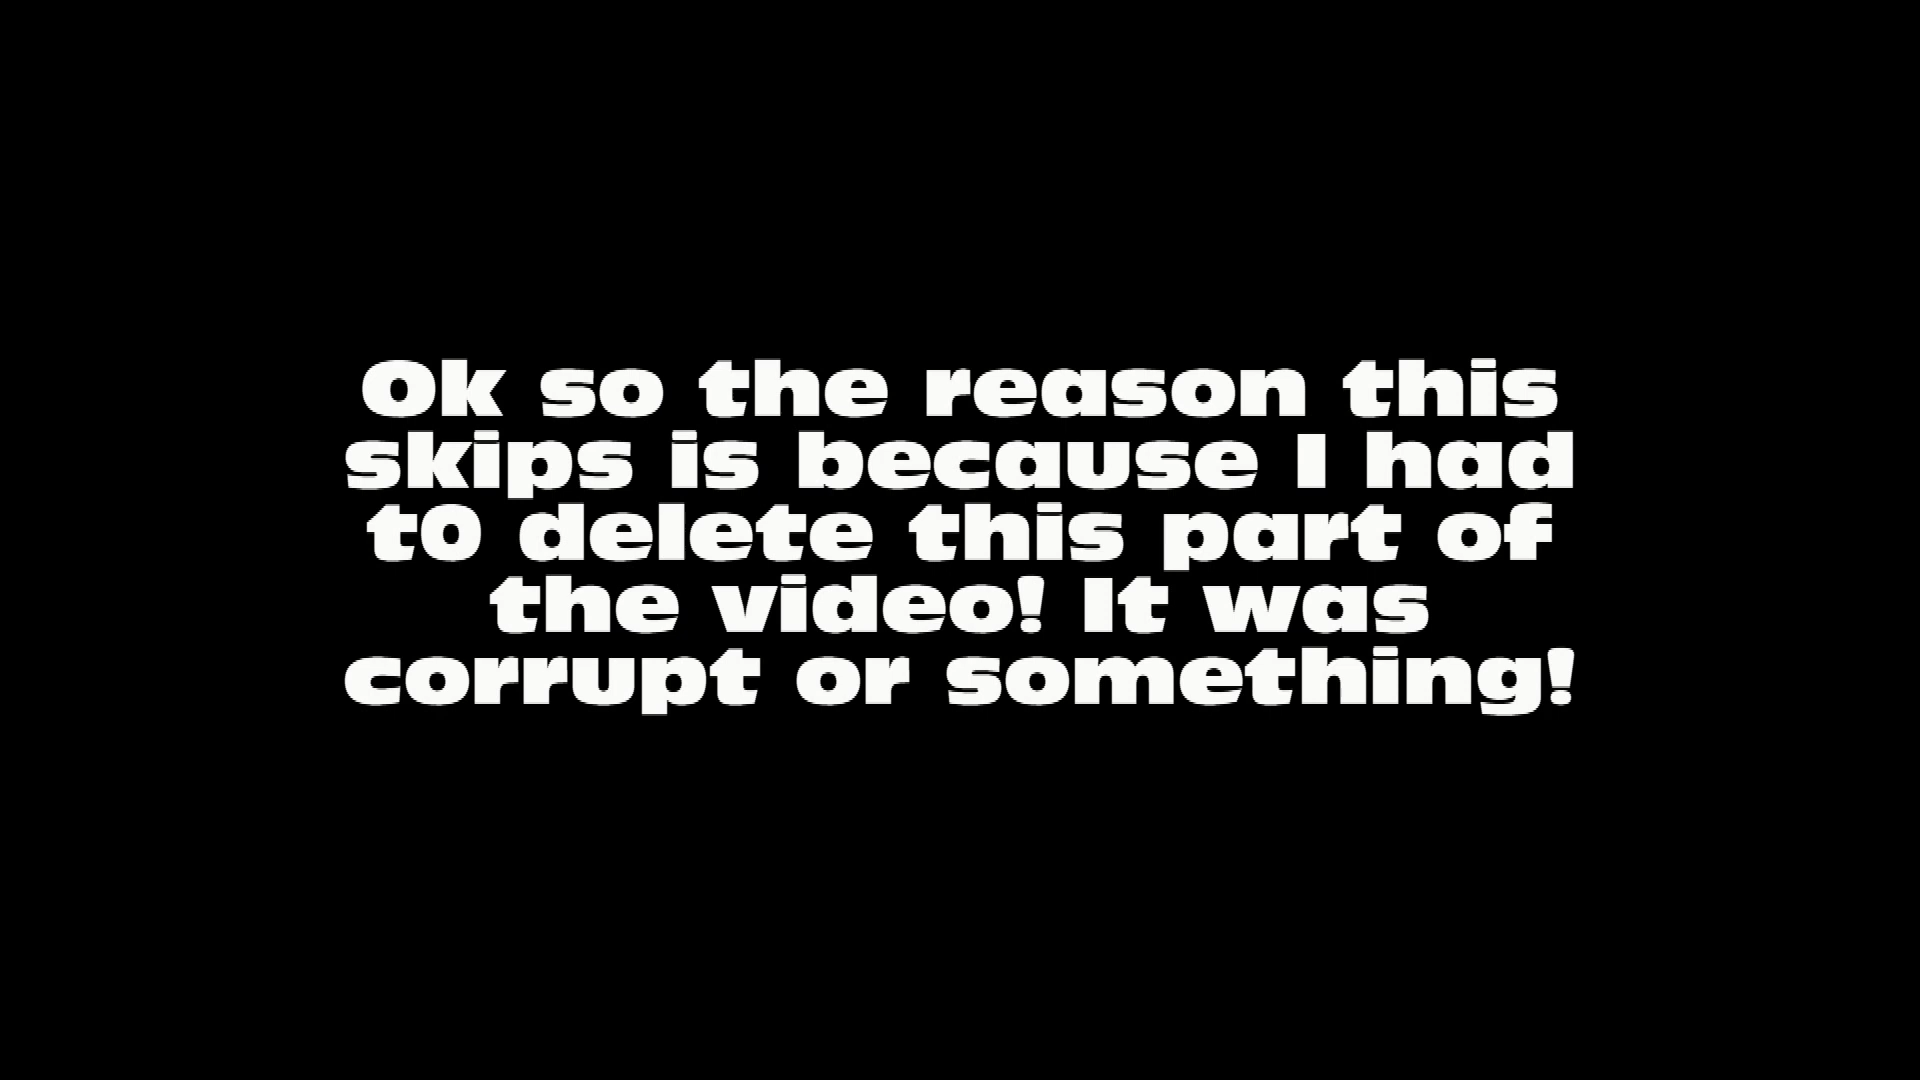 Ok so the reason this
skips is because I had
t0 delete this part of
the video! It was
corrupt or something!